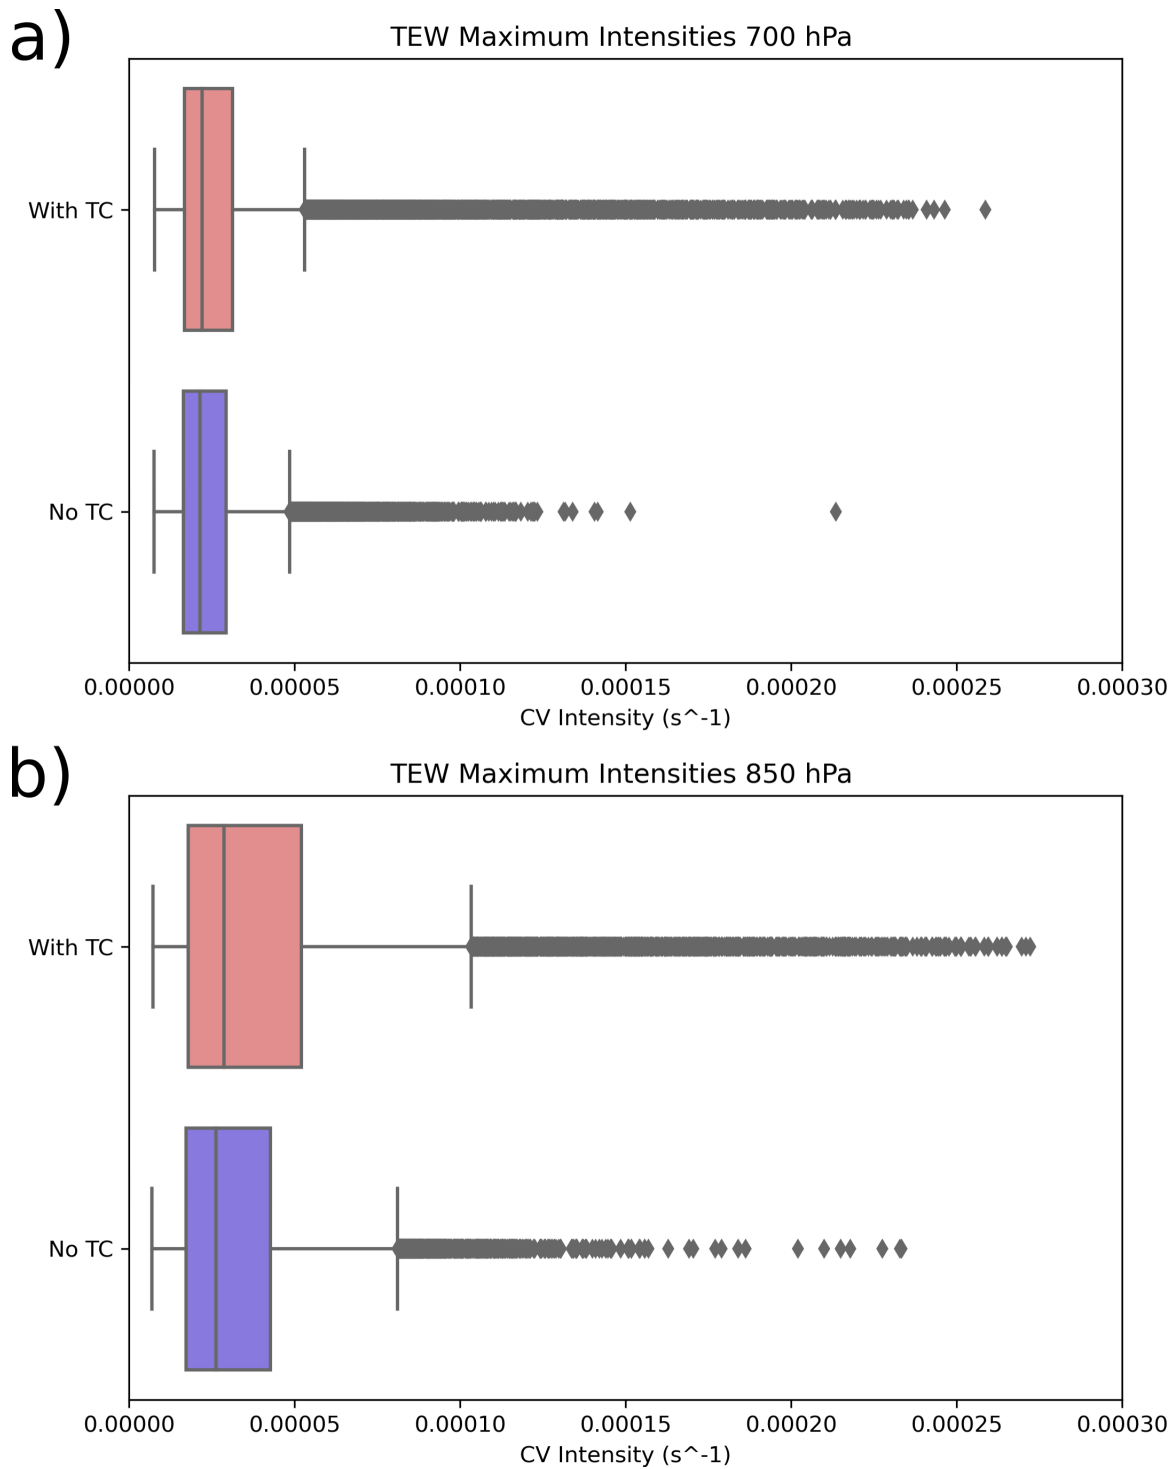 a)
TEW Maximum Intensities 700 hPa
With TC
No TC
0.00000 0.00005 0.00010 0.00015 0.00020 0.00025 0.00030
CV Intensity (s^-1)
b)
TEW Maximum Intensities 850 hPa
With TC
No TC
0.00000 0.00005 0.00010 0.00015 0.00020 0.00025 0.00030
CV Intensity (s^-1)